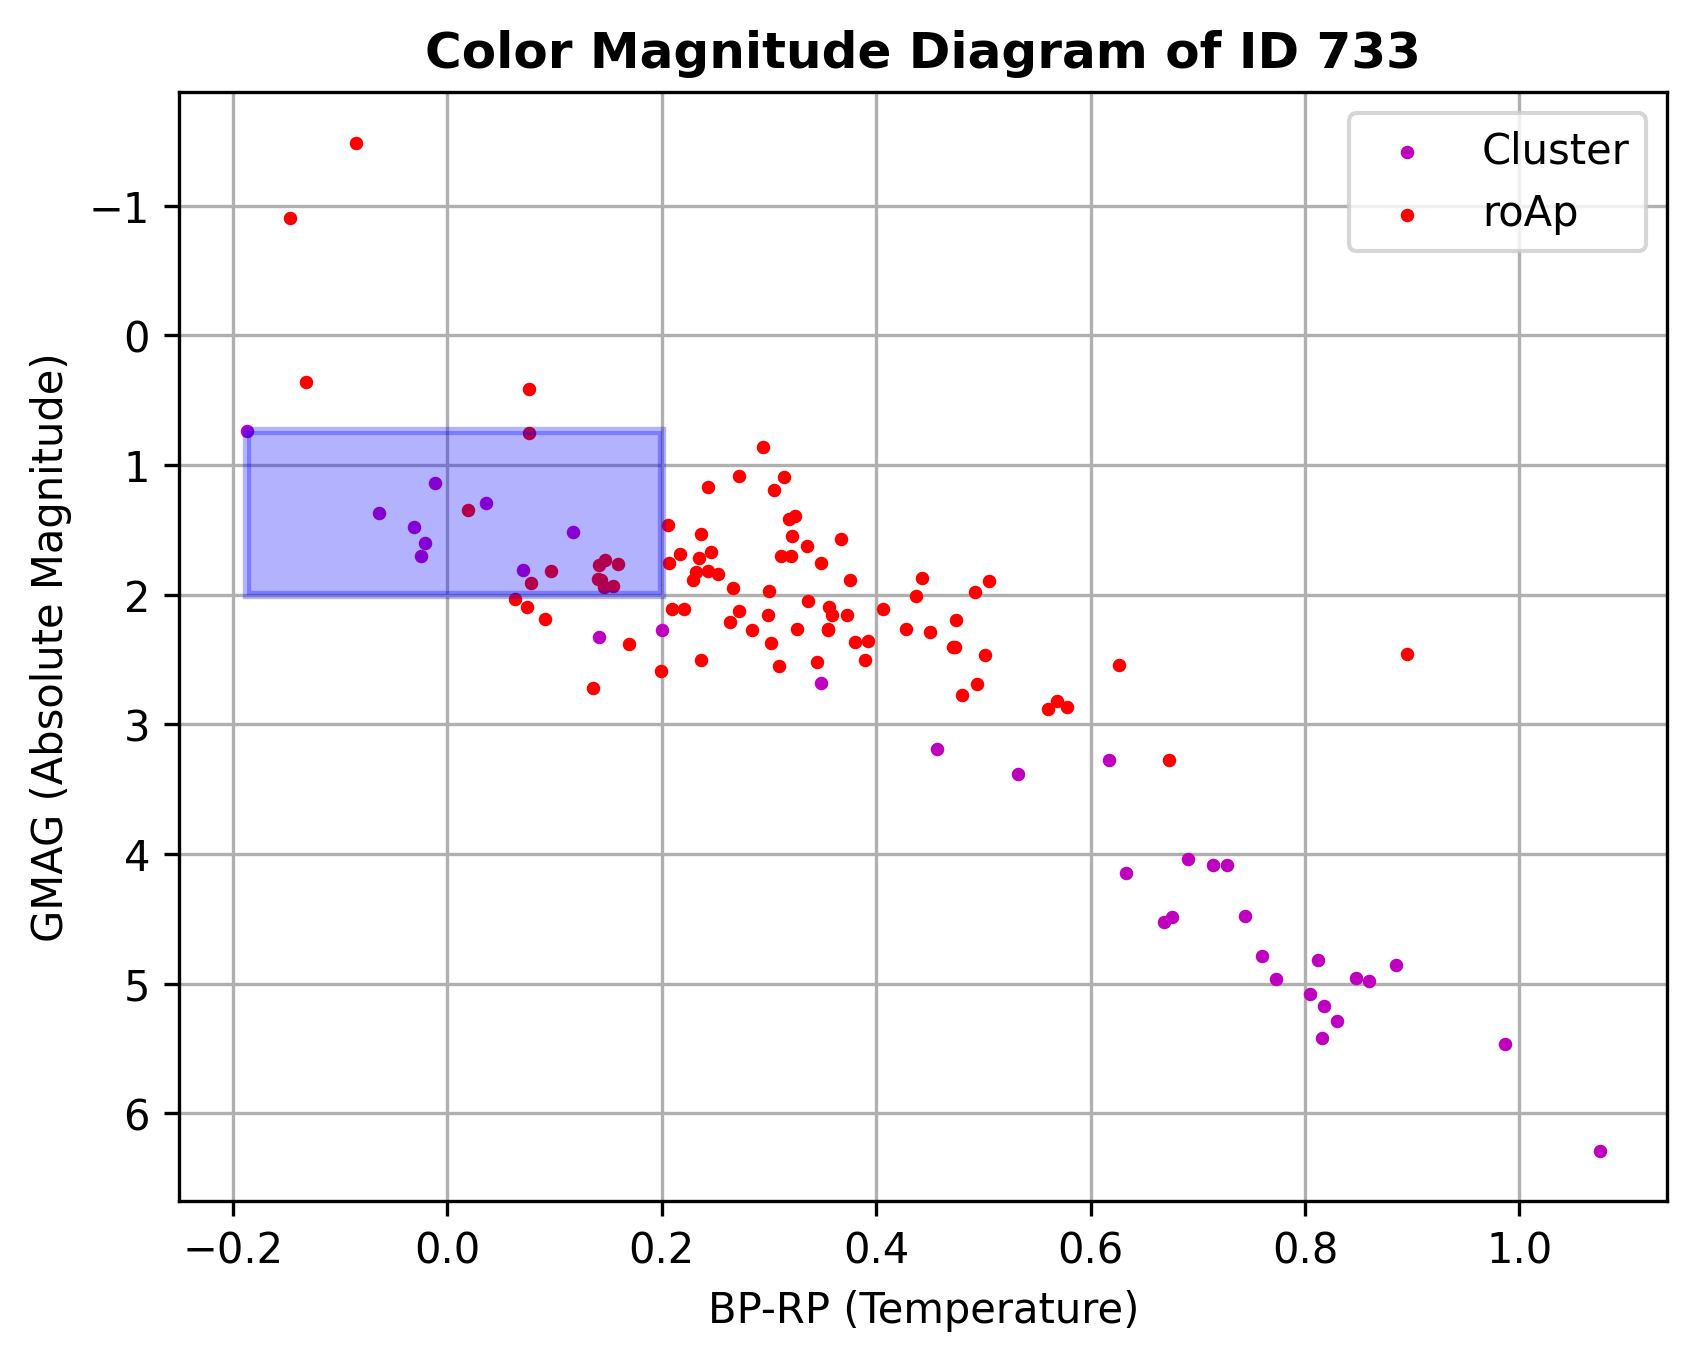 Color Magnitude Diagram of ID 733
Cluster
roAp
GMAG (Absolute Magnitude)
−1
0
1
2
3
4
5
6
−0.2 0.0 0.2 0.4 0.6 0.8 1.0
BP-RP (Temperature)